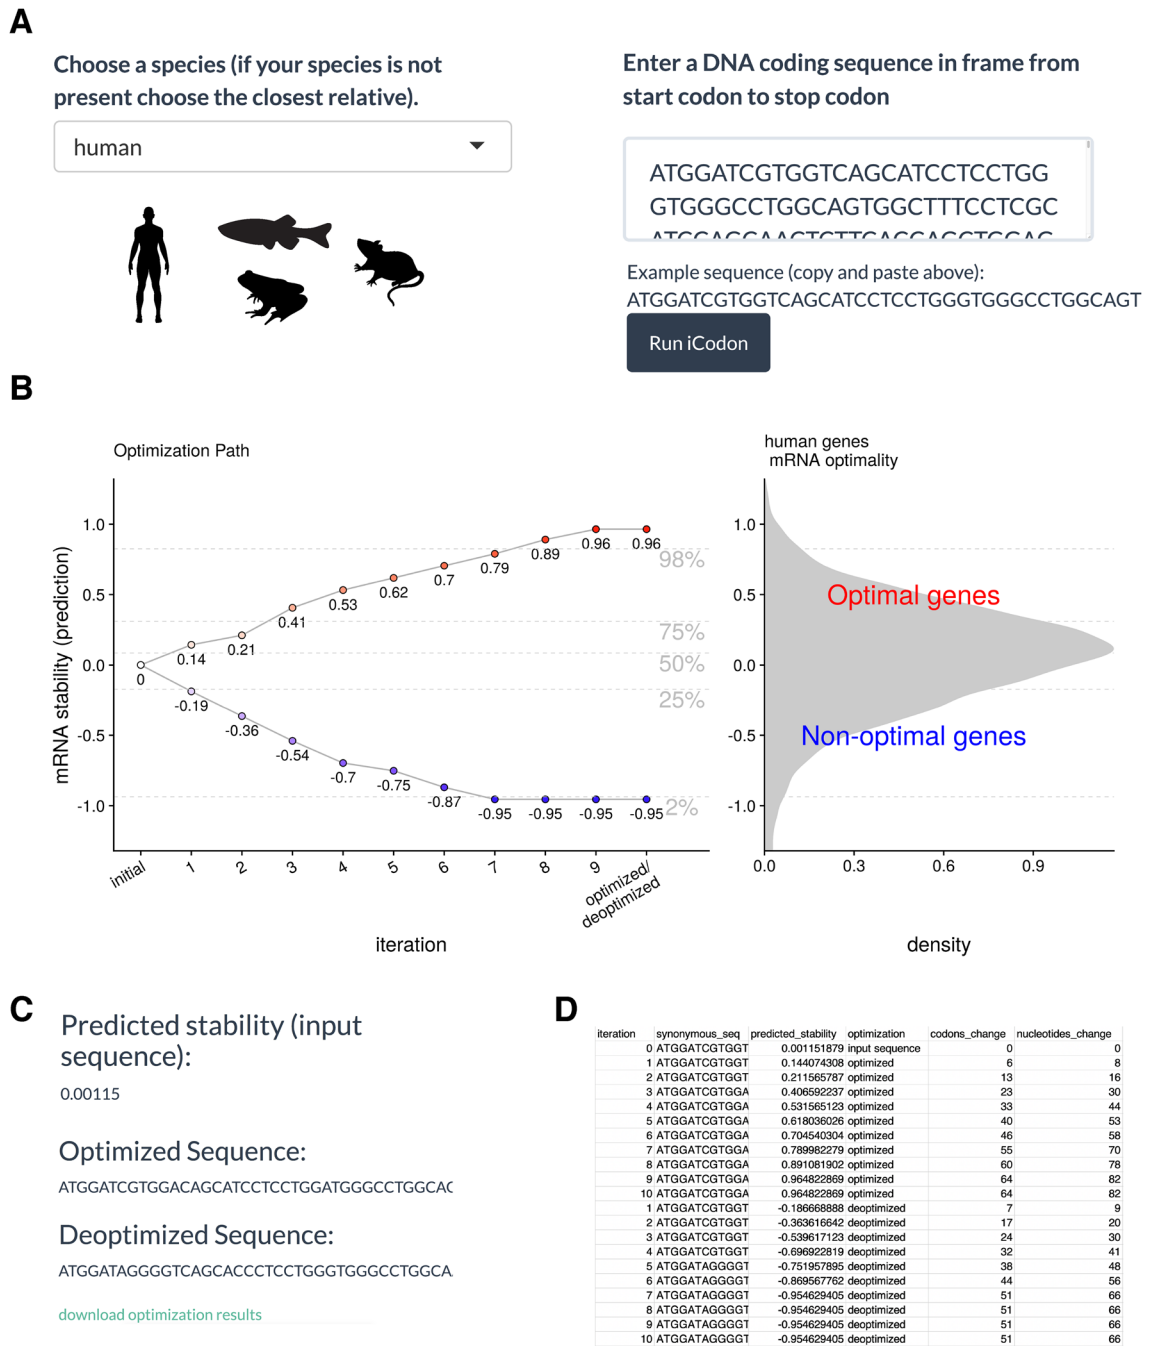 A
Choose a species (if your species is not
present choose the closest relative).
human
Enter a DNA coding sequence in frame from
start codon to stop codon
ATGGATCGTGGTCAGCATCCTCCTGG
GTGGGCCTGGCAGTGGCTTTCCTCGC
ATGCAGGAAGTCTTCAGCAGGTGGAG
Example sequence (copy and paste above):
ATGGATCGTGGTCAGCATCCTCCTGGGTGGGCCTGGCAGT
Run iCodon
B
Optimization Path
mRNA stability (prediction)
1.0
0.5
0.0
-0.5
-1.0
0
0.14
0.21
0.41
0.53
0.62
0.7
0.79
0.89
0.96
0.96
-0.19
-0.36
-0.54
-0.7
-0.75
-0.87
-0.95
-0.95
-0.95
-0.95
98%
75%
50%
25%
2%
initial
1
2
3
4
5
6
7
8
9
optimized/
deoptimized
iteration
human genes
mRNA optimality
1.0
0.5
0.0
-0.5
-1.0
Optimal genes
Non-optimal genes
0.0
0.3
0.6
0.9
density
C
Predicted stability (input
sequence):
0.00115
Optimized Sequence:
ATGGATCGTGGACAGCATCCTCCTGGATGGGCCTGGCAC
Deoptimized Sequence:
ATGGATAGGGGTCAGCACCCTCCTGGGTGGGCCTGGCA
download optimization results
D
iteration synonymous_seq predicted_stability optimization codons_change nucleotides_change
0 ATGGATCGTGGT 0.001151879 input sequence 0 0
1 ATGGATCGTGGT 0.144074308 optimized 6 8
2 ATGGATCGTGGT 0.211565787 optimized 13 16
3 ATGGATCGTGGA 0.406592237 optimized 23 30
4 ATGGATCGTGGA 0.531565123 optimized 33 44
5 ATGGATCGTGGA 0.618036026 optimized 40 53
6 ATGGATCGTGGA 0.704540304 optimized 46 58
7 ATGGATCGTGGA 0.789982279 optimized 55 70
8 ATGGATCGTGGA 0.891081902 optimized 60 78
9 ATGGATCGTGGA 0.964822869 optimized 64 82
10 ATGGATCGTGGA 0.964822869 optimized 64 82
1 ATGGATCGTGGT -0.186668888 deoptimized 7 9
2 ATGGATCGTGGT -0.363616642 deoptimized 17 20
3 ATGGATCGTGGT -0.539617123 deoptimized 24 30
4 ATGGATCGTGGT -0.696922819 deoptimized 32 41
5 ATGGATAGGGGT -0.751957895 deoptimized 38 48
6 ATGGATAGGGGT -0.869567762 deoptimized 44 56
7 ATGGATAGGGGT -0.954629405 deoptimized 51 66
8 ATGGATAGGGGT -0.954629405 deoptimized 51 66
9 ATGGATAGGGGT -0.954629405 deoptimized 51 66
10 ATGGATAGGGGT -0.954629405 deoptimized 51 66